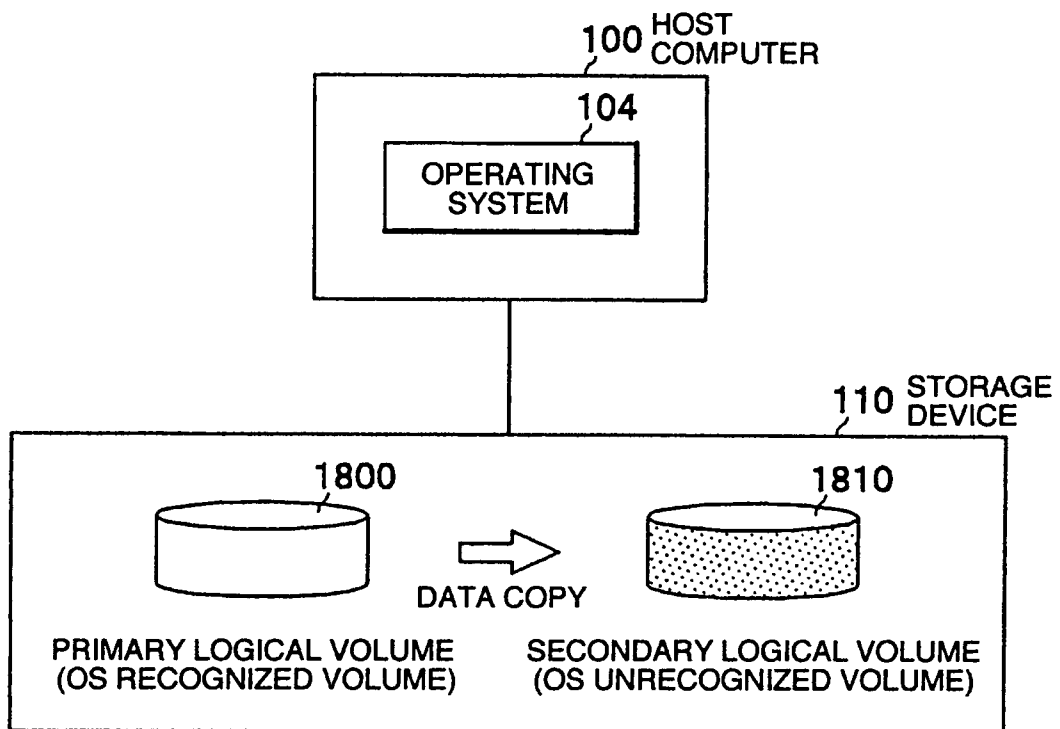 100 HOST
COMPUTER
104
OPERATING
SYSTEM
110 STORAGE
DEVICE
1800
1810
DATA COPY
PRIMARY LOGICAL VOLUME
(OS RECOGNIZED VOLUME)
SECONDARY LOGICAL VOLUME
(OS UNRECOGNIZED VOLUME)